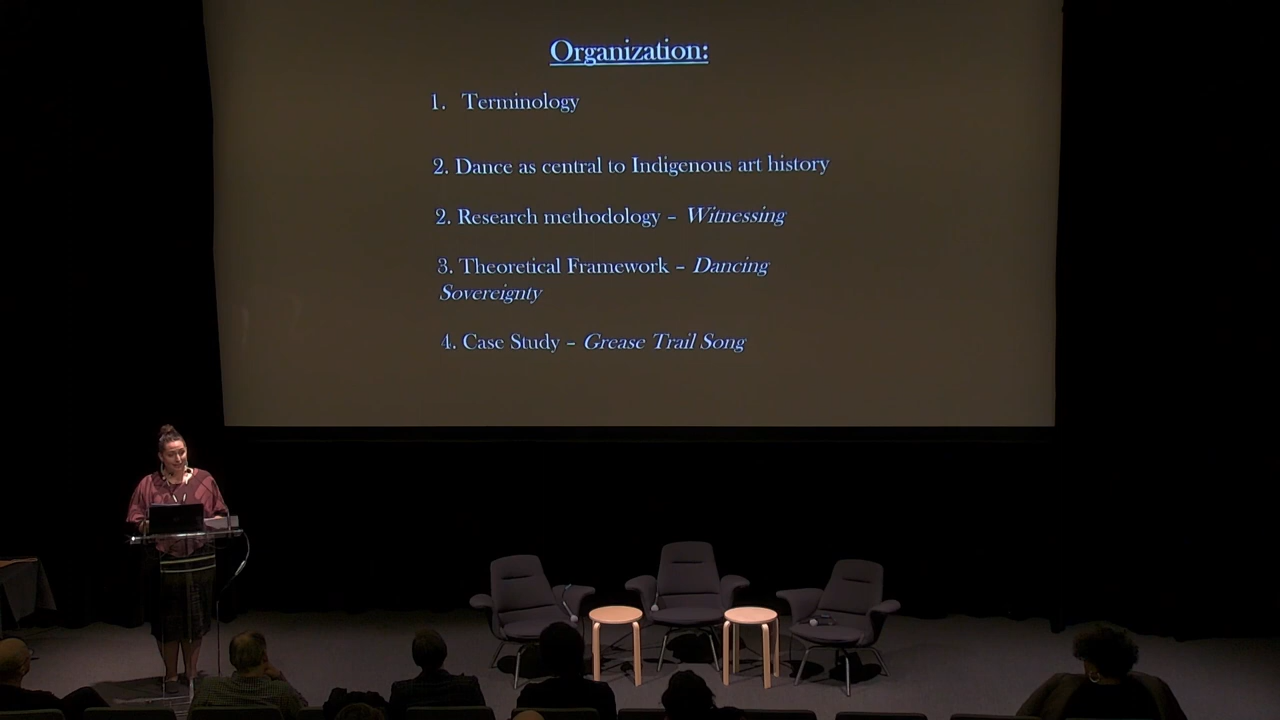 Organization:
1. Terminology
2. Dance as central to Indigenous art history
2. Research methodology – Witnessing
3. Theoretical Framework – Dancing
Sovereignty
4. Case Study – Grease Trail Song